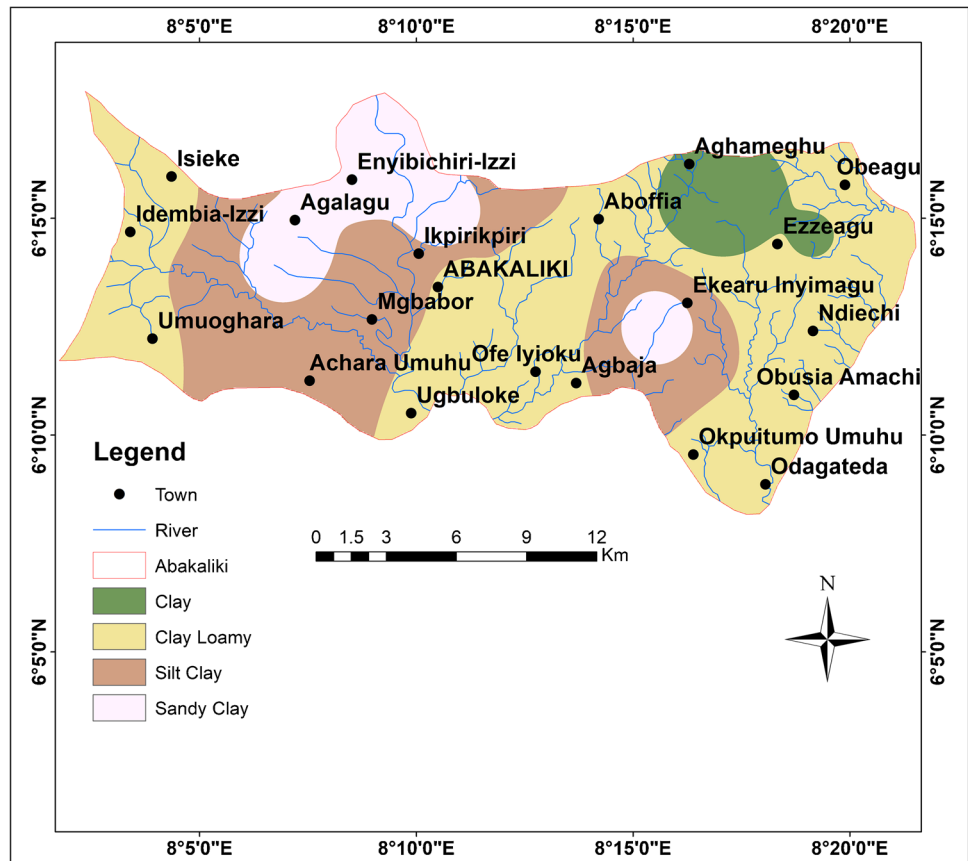 8°5'0"E 8°10'0"E 8°15'0"E 8°20'0"E
Aghameghu
Isieke
Enyibichiri-Izzi
Obeagu
Agalagu
Aboffia
Idembia-Izzi
6°15'0"N
6°15'0"N
Ezzeagu
Ikpirikpiri
ABAKALIKI
Ekearu Inyimagu
Mgbabor
Ndiechi
Umuoghara
Ofe Iyioku
Achara Umuhu
Agbaja
Obusia Amachi
Ugbuloke
6°10'0"N
6°10'0"N
Okpuitumo Umuhu
Odagateda
Legend
Town
River
Abakaliki
Clay
Clay Loamy
Silt Clay
Sandy Clay
0 1.5 3 6 9 12
Km
N
6°5'0"N
6°5'0"N
8°5'0"E 8°10'0"E 8°15'0"E 8°20'0"E